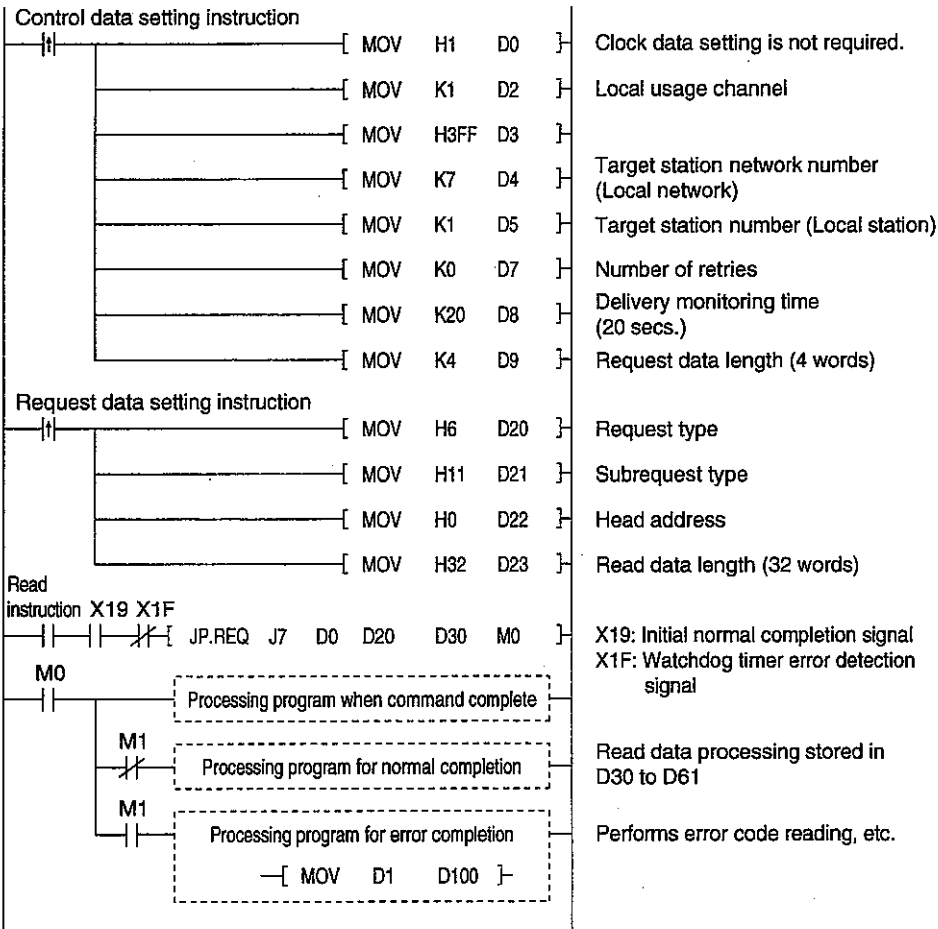 Control data setting instruction
MOV H1 D0 Clock data setting is not required.
MOV K1 D2 Local usage channel
MOV H3FF D3
MOV K7 D4 Target station network number
(Local network)
MOV K1 D5 Target station number (Local station)
MOV K0 D7 Number of retries
MOV K20 D8 Delivery monitoring time
(20 secs.)
MOV K4 D9 Request data length (4 words)
Request data setting instruction
MOV H6 D20 Request type
MOV H11 D21 Subrequest type
MOV H0 D22 Head address
MOV H32 D23 Read data length (32 words)
Read
instruction X19 X1F
JP.REQ J7 D0 D20 D30 M0 X19: Initial normal completion signal
X1F: Watchdog timer error detection
signal
M0
Processing program when command complete
M1
Processing program for normal completion Read data processing stored in
D30 to D61
M1
Processing program for error completion Performs error code reading, etc.
MOV D1 D100